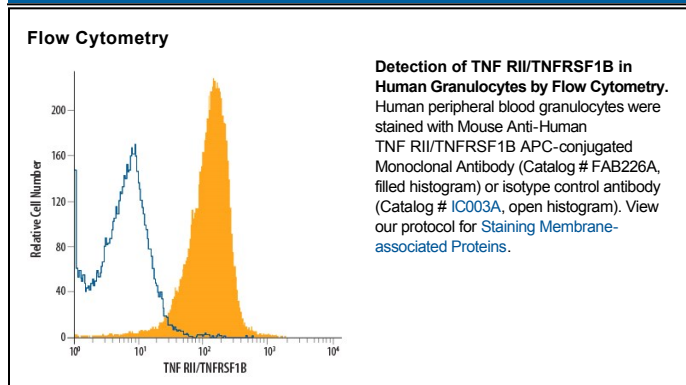 Flow Cytometry
Relative Cell Number
200
160
120
80
40
0
10⁰ 10¹ 10² 10³ 10⁴
TNF RII/TNFRSF1B
Detection of TNF RII/TNFRSF1B in
Human Granulocytes by Flow Cytometry.
Human peripheral blood granulocytes were
stained with Mouse Anti-Human
TNF RII/TNFRSF1B APC-conjugated
Monoclonal Antibody (Catalog # FAB226A,
filled histogram) or isotype control antibody
(Catalog # IC003A, open histogram). View
our protocol for Staining Membrane-
associated Proteins.